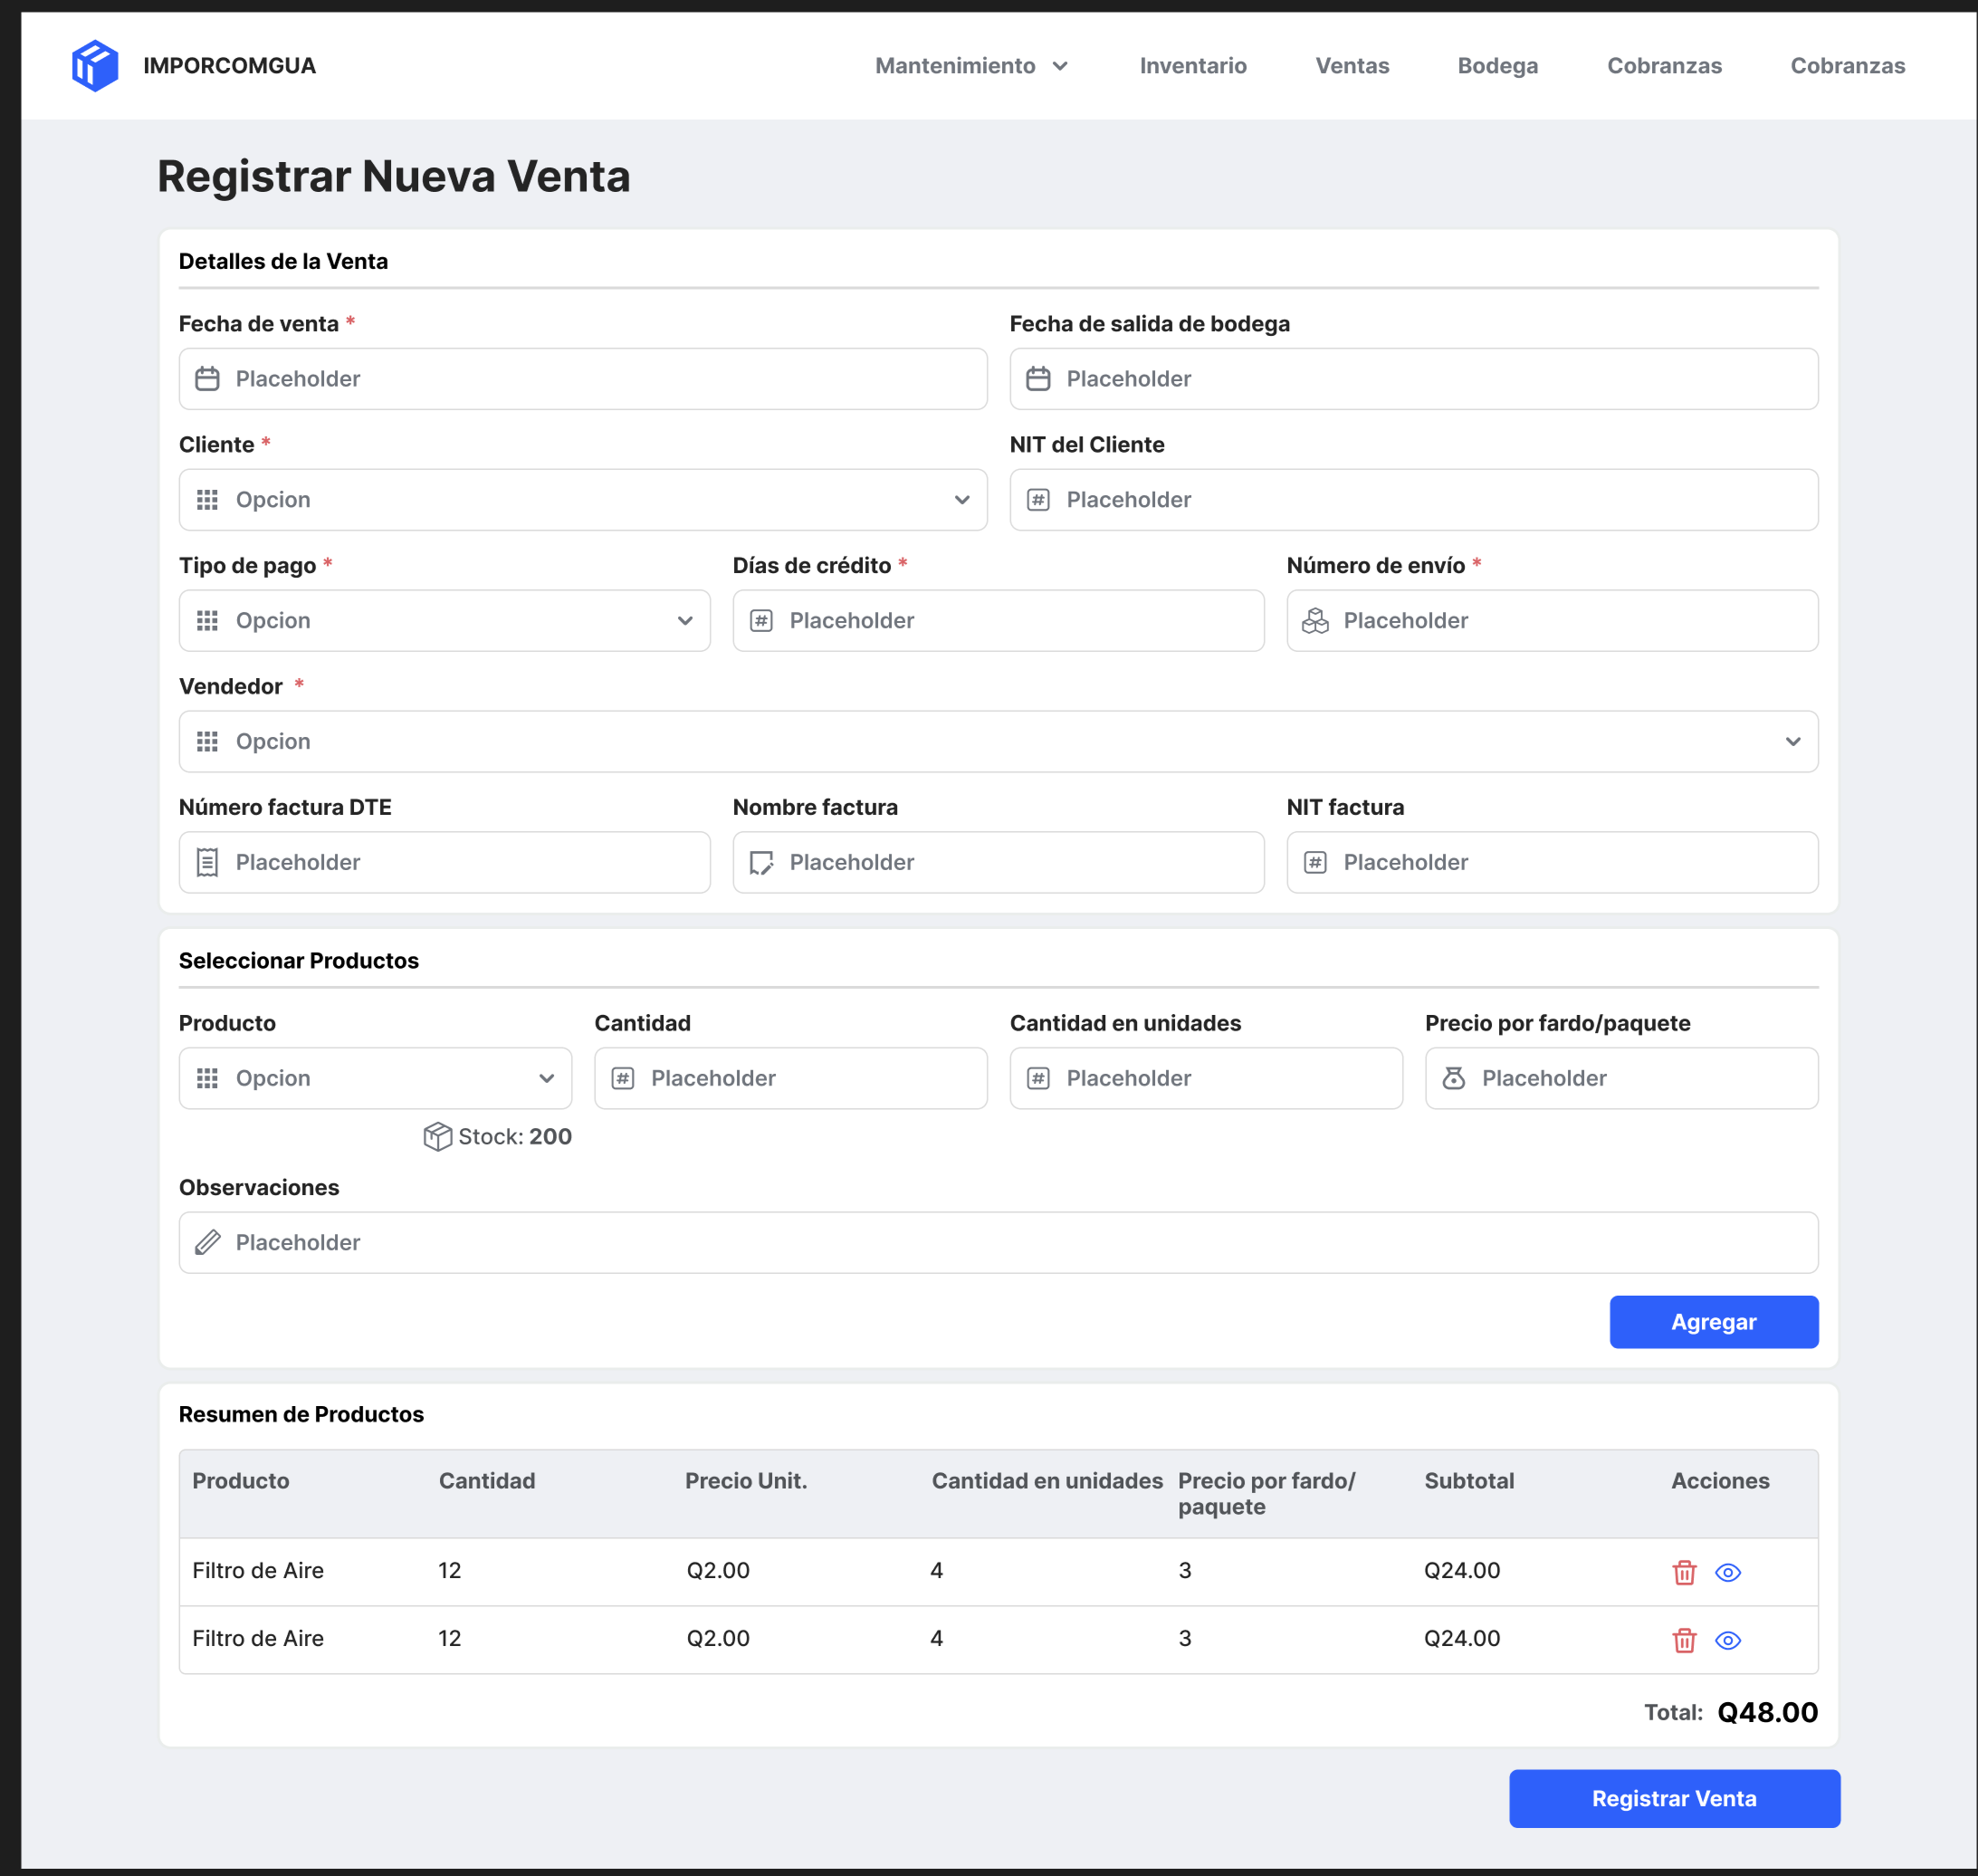 IMPORCOMGUA
Mantenimiento Inventario Ventas Bodega Cobranzas Cobranzas
Registrar Nueva Venta
Detalles de la Venta
Fecha de venta * Fecha de salida de bodega
Placeholder Placeholder
Cliente * NIT del Cliente
Opcion Placeholder
Tipo de pago * Días de crédito * Número de envío *
Opcion Placeholder Placeholder
Vendedor *
Opcion
Número factura DTE Nombre factura NIT factura
Placeholder Placeholder Placeholder
Seleccionar Productos
Producto Cantidad Cantidad en unidades Precio por fardo/paquete
Opcion Placeholder Placeholder Placeholder
Stock: 200
Observaciones
Placeholder
Agregar
Resumen de Productos
Producto Cantidad Precio Unit. Cantidad en unidades Precio por fardo/ Subtotal Acciones
paquete
Filtro de Aire 12 Q2.00 4 3 Q24.00
Filtro de Aire 12 Q2.00 4 3 Q24.00
Total: Q48.00
Registrar Venta